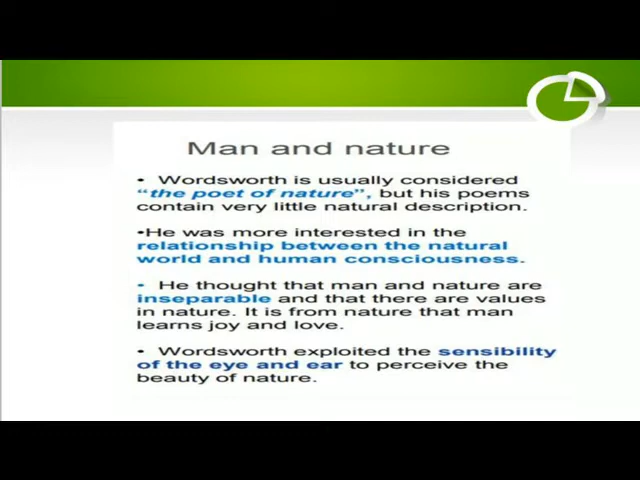 Man and nature
• Wordsworth is usually considered
“the poet of nature”, but his poems
contain very little natural description.
•He was more interested in the
relationship between the natural
world and human consciousness.
• He thought that man and nature are
inseparable and that there are values
in nature. It is from nature that man
learns joy and love.
• Wordsworth exploited the sensibility
of the eye and ear to perceive the
beauty of nature.